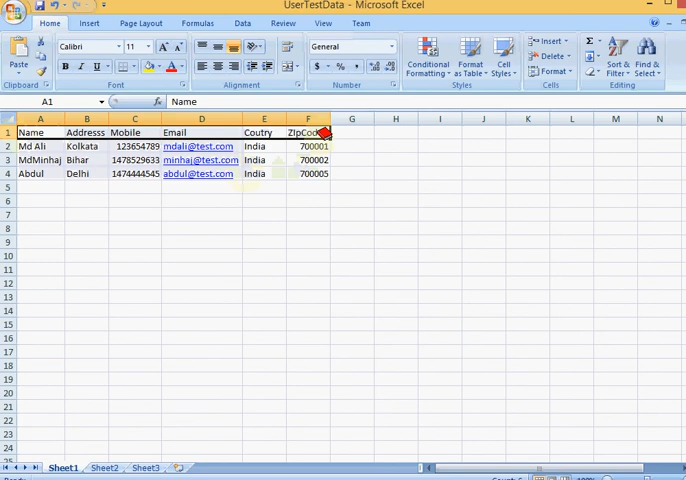 UserTestData - Microsoft Excel
Home Insert Page Layout Formulas Data Review View Team
Calibri 11 General
Paste
Conditional Formatting Format as Table Cell Styles
Insert
Delete
Format
Sort & Filter Find & Select
Clipboard Font Alignment Number Styles Cells Editing
A1 fx Name
A B C D E F G H I J K L M N
1 Name Addresss Mobile Email Coutry
2 Md Ali Kolkata 123654789 mdali@test.com India 700001
3 MdMinhaj Bihar 1478529633 minhaj@test.com India 700002
4 Abdul Delhi 1474444545 abdul@test.com India 700005
5
6
7
8
9
10
11
12
13
14
15
16
17
18
19
20
21
22
23
24
Sheet1 Sheet2 Sheet3